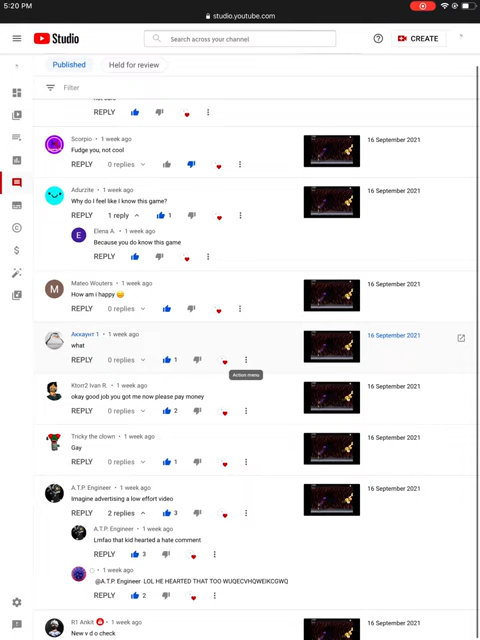 5:20 PM
studio.youtube.com
Studio
Search across your channel
CREATE
Published
Held for review
Filter
REPLY
Scorpio • 1 week ago
16 September 2021
Fudge you, not cool
REPLY 0 replies
Adurzite • 1 week ago
16 September 2021
Why do I feel like I know this game?
REPLY 1 reply 1
Elena A. • 1 week ago
Because you do know this game
REPLY
Mateo Wouters • 1 week ago
16 September 2021
How am i happy 😊
REPLY 0 replies
Аккаунт 1 • 1 week ago
16 September 2021
what
REPLY 0 replies 1
Action menu
Ktorr2 Ivan R. • 1 week ago
16 September 2021
okay good job you got me now please pay money
REPLY 0 replies 2
Tricky the clown • 1 week ago
16 September 2021
Gay
REPLY 0 replies 1
A.T.P. Engineer • 1 week ago
16 September 2021
Imagine advertising a low effort video
REPLY 2 replies 3
A.T.P. Engineer • 1 week ago
Lmfao that kid hearted a hate comment
REPLY 3
• 1 week ago
@A.T.P. Engineer LOL HE HEARTED THAT TOO WUQECVHQWEIKCGWQ
REPLY 2
R1 Ankit • 1 week ago
16 September 2021
New v d o check